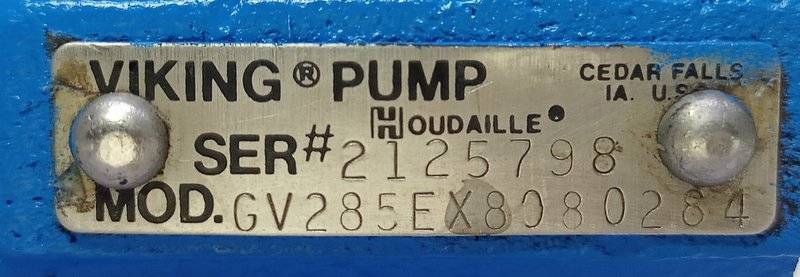 VIKING® PUMP
CEDAR FALLS
IA. U.S.
HOUDAILLE®
SER# 2125798
MOD. GV285EX8080284